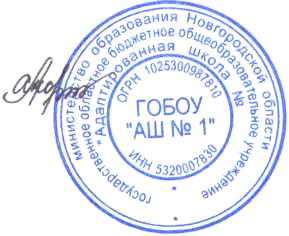 министерство образования Новгородской области
государственное областное бюджетное общеобразовательное учреждение
"Адаптированная школа №
ОГРН 1025300987810
ГОБОУ
"АШ № 1"
ИНН 5320007830